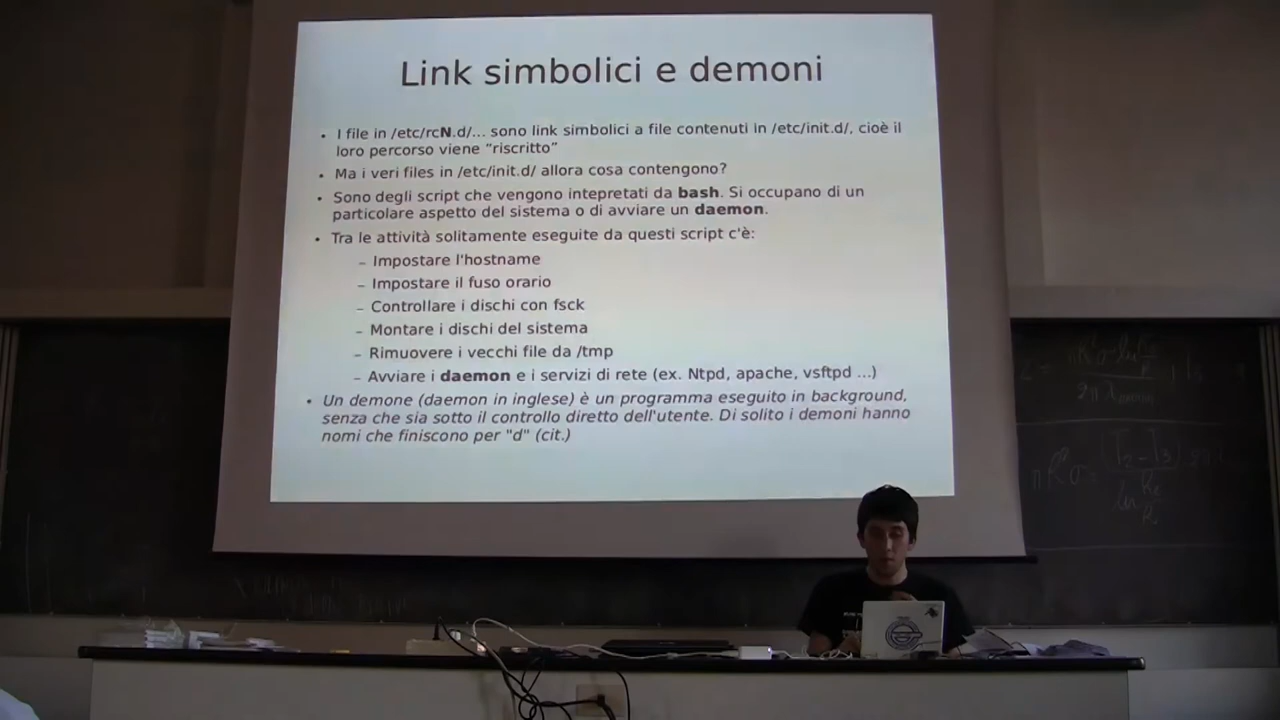 Link simbolici e demoni
• I file in /etc/rcN.d/... sono link simbolici a file contenuti in /etc/init.d/, cioè il
loro percorso viene "riscritto"
• Ma i veri files in /etc/init.d/ allora cosa contengono?
• Sono degli script che vengono intepretati da bash. Si occupano di un
particolare aspetto del sistema o di avviare un daemon.
• Tra le attività solitamente eseguite da questi script c'è:
– Impostare l'hostname
– Impostare il fuso orario
– Controllare i dischi con fsck
– Montare i dischi del sistema
– Rimuovere i vecchi file da /tmp
– Avviare i daemon e i servizi di rete (ex. Ntpd, apache, vsftpd ...)
• Un demone (daemon in inglese) è un programma eseguito in background,
senza che sia sotto il controllo diretto dell'utente. Di solito i demoni hanno
nomi che finiscono per "d" (cit.)